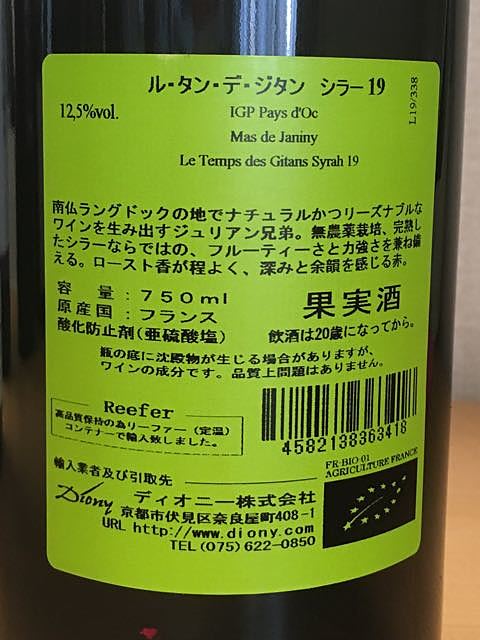 ル・タン・デ・ジタン シラー 19
12,5%vol.
IGP Pays d'Oc
L19/338
Mas de Janiny
Le Temps des Gitans Syrah 19
南仏ラングドックの地でナチュラルかつリーズナブルな
ワインを生み出すジュリアン兄弟。無農薬栽培、完熟し
たシラーならではの、フルーティーさと力強さを兼ね備
える。ロースト香が程よく、深みと余韻を感じる赤。
容 量 : 750ml
原産国 : フランス
酸化防止剤(亜硫酸塩)
果実酒
飲酒は20歳になってから。
瓶の底に沈殿物が生じる場合がありますが、
ワインの成分です。品質上問題はありません。
Reefer
高品質保持の為リーファー (定温)
コンテナーで輸入致しました。
4582138363418
FR-BIO 01
AGRICULTURE FRANCE
輸入業者及び引取先
Diony ディオニー株式会社
京都市伏見区奈良屋町408-1
URL http://www.diony.com
TEL (075) 622-0850